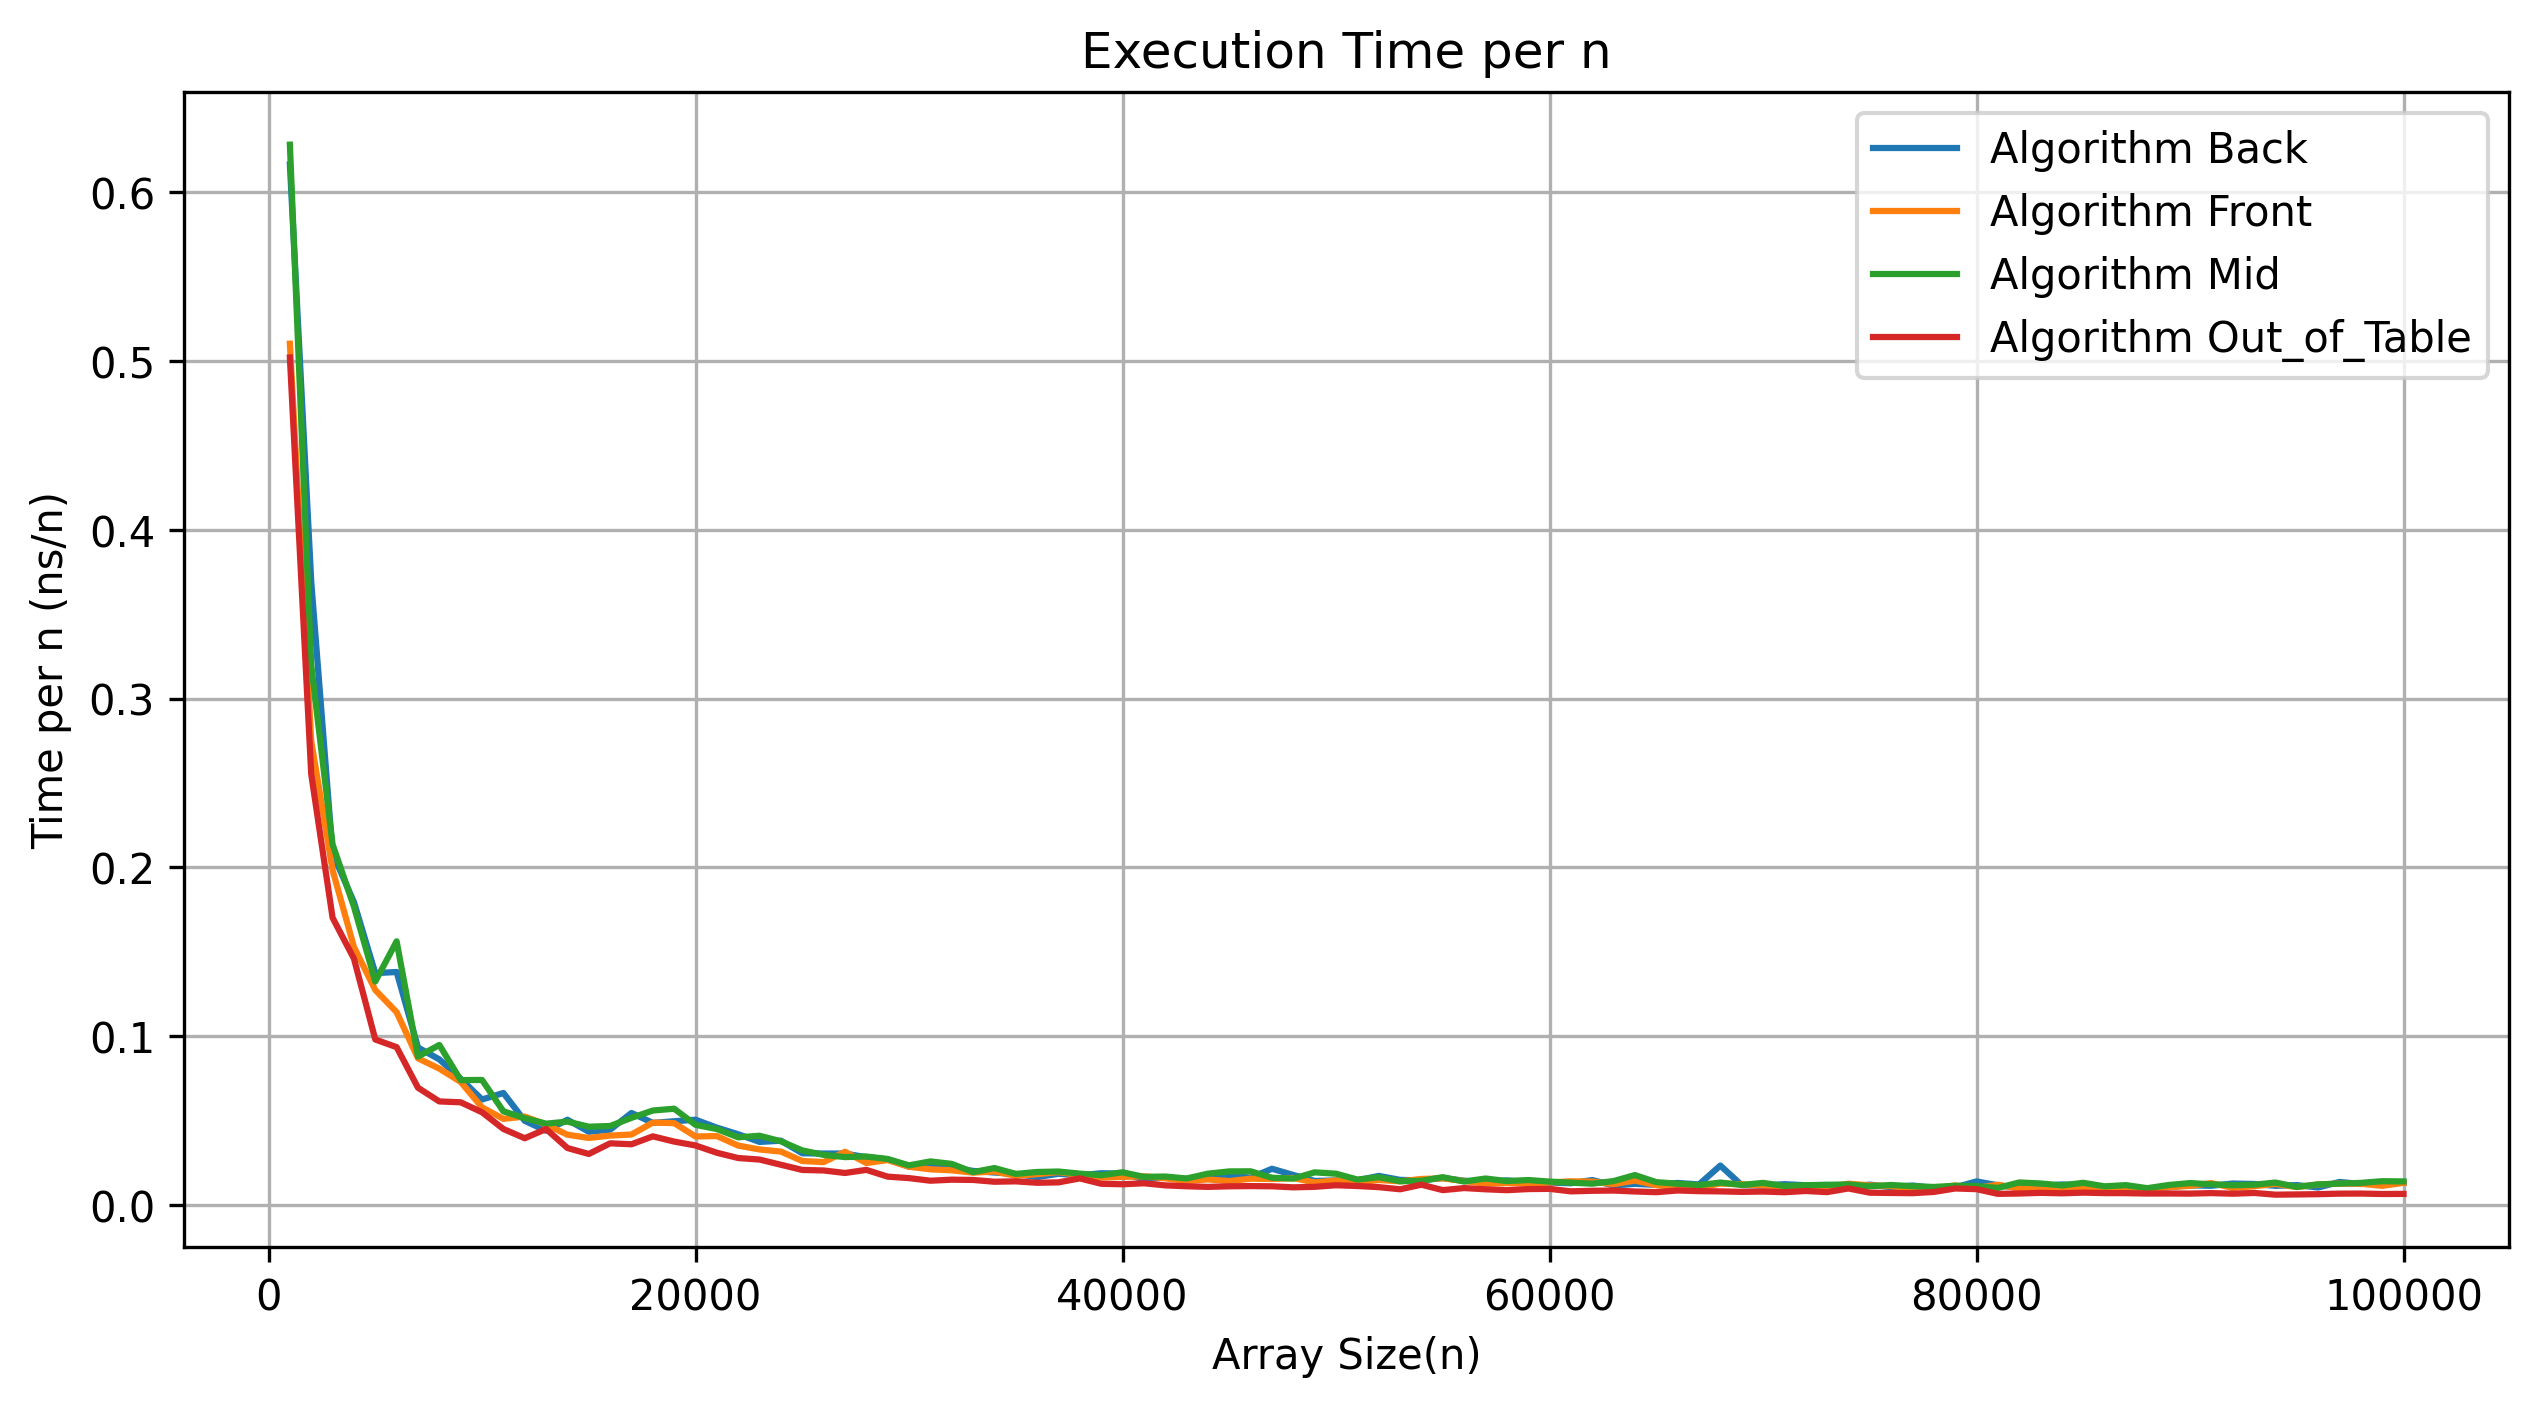 Execution Time per n
Algorithm Back
Algorithm Front
Algorithm Mid
Algorithm Out_of_Table
Time per n (ns/n)
0.6
0.5
0.4
0.3
0.2
0.1
0.0
0 20000 40000 60000 80000 100000
Array Size(n)